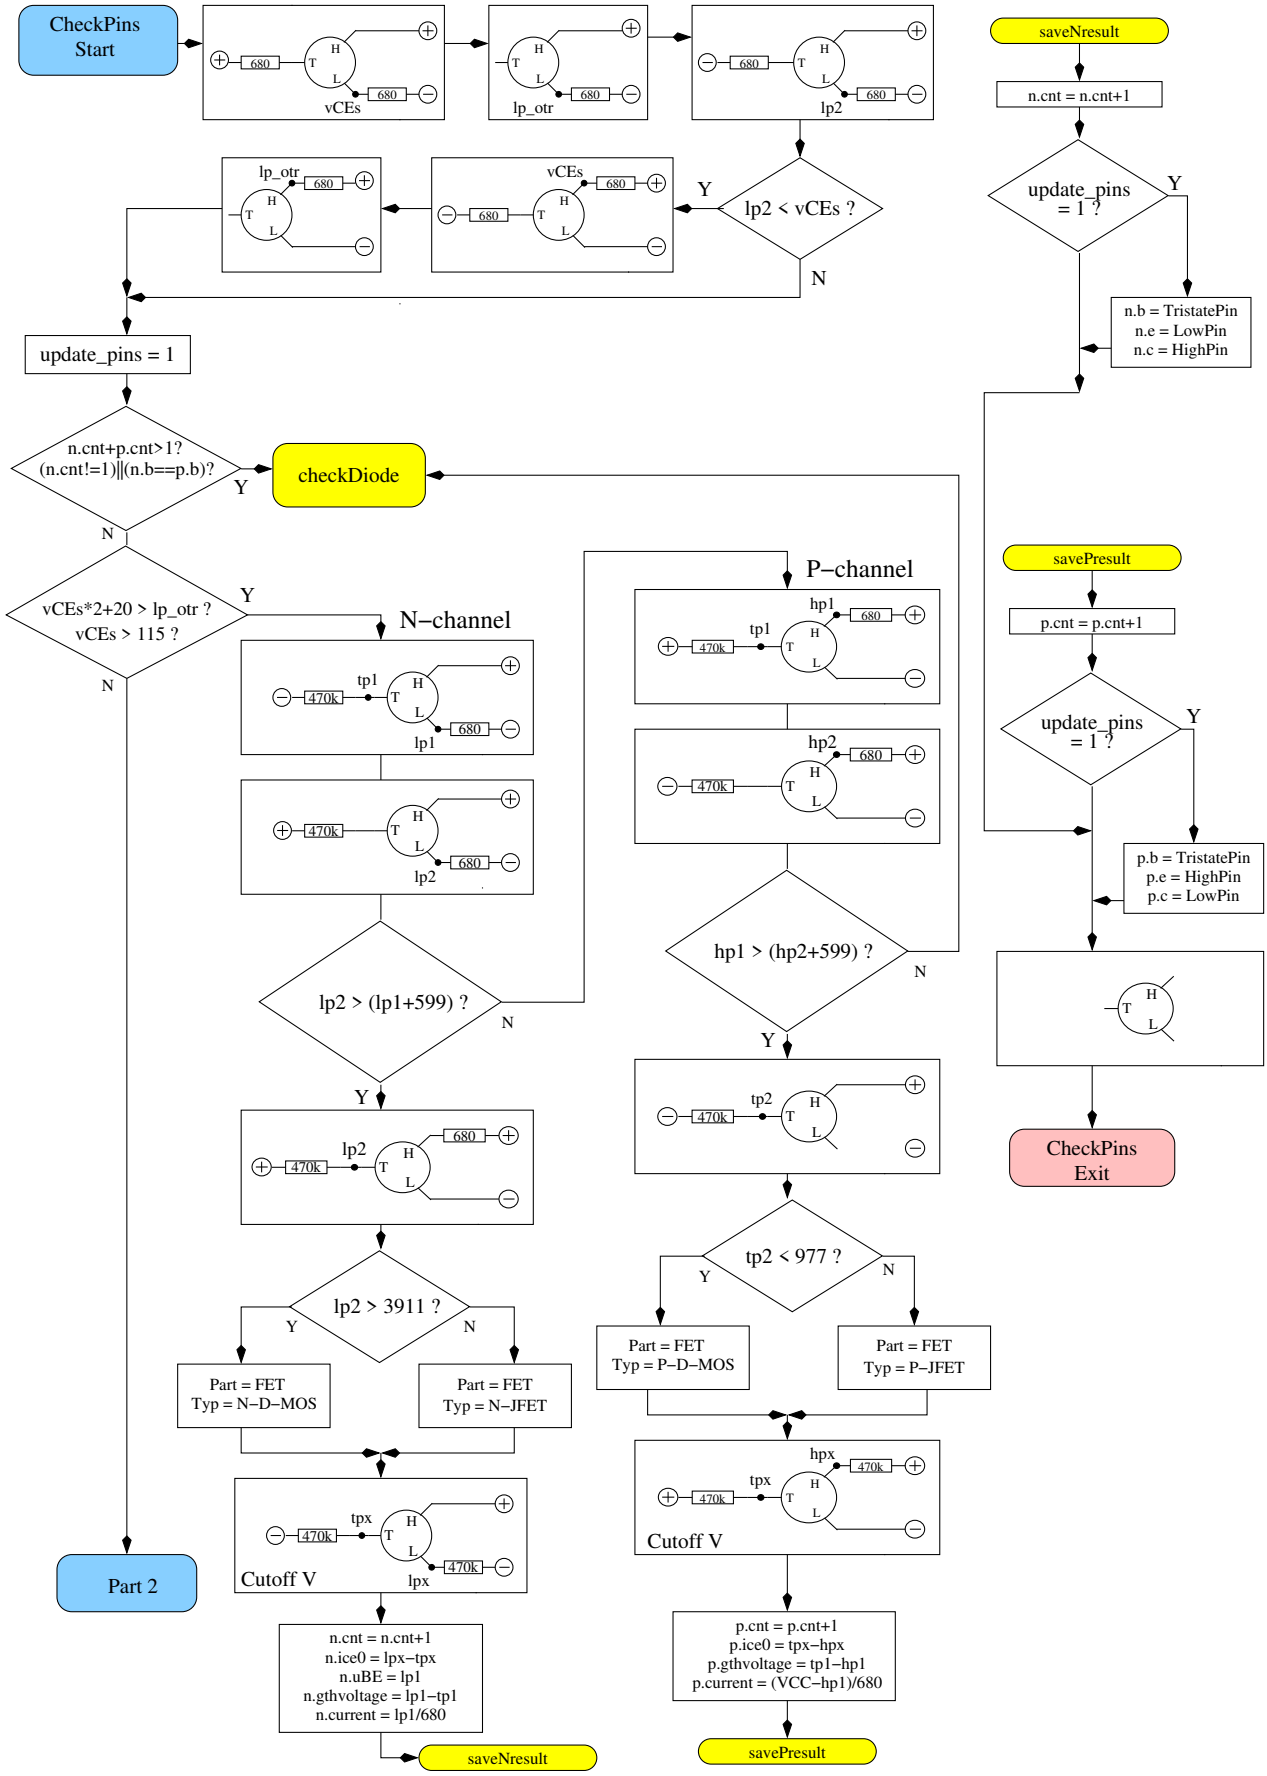 CheckPins
Start
680
T
H
L
680
vCEs
T
H
L
680
lp_otr
680
T
H
L
680
lp2
lp_otr
680
H
T
L
vCEs
680
680
H
T
L
Y
lp2 < vCEs ?
N
update_pins = 1
n.cnt+p.cnt>1?
(n.cnt!=1)||(n.b==p.b)?
Y
N
checkDiode
vCEs*2+20 > lp_otr ?
vCEs > 115 ?
Y
N
Part 2
N−channel
tp1
470k
T
H
L
680
lp1
470k
T
H
L
680
lp2
lp2 > (lp1+599) ?
N
Y
lp2
680
470k
T
H
L
lp2 > 3911 ?
Y
N
Part = FET
Typ = N−D−MOS
Part = FET
Typ = N−JFET
tpx
470k
T
H
L
470k
lpx
Cutoff V
n.cnt = n.cnt+1
n.ice0 = lpx−tpx
n.uBE = lp1
n.gthvoltage = lp1−tp1
n.current = lp1/680
saveNresult
P−channel
hp1
680
tp1
470k
T
H
L
hp2
680
470k
T
H
L
hp1 > (hp2+599) ?
N
Y
tp2
470k
T
H
L
tp2 < 977 ?
Y
N
Part = FET
Typ = P−D−MOS
Part = FET
Typ = P−JFET
hpx
470k
tpx
470k
T
H
L
Cutoff V
p.cnt = p.cnt+1
p.ice0 = tpx−hpx
p.gthvoltage = tp1−hp1
p.current = (VCC−hp1)/680
savePresult
saveNresult
n.cnt = n.cnt+1
update_pins
= 1 ?
Y
n.b = TristatePin
n.e = LowPin
n.c = HighPin
savePresult
p.cnt = p.cnt+1
update_pins
= 1 ?
Y
p.b = TristatePin
p.e = HighPin
p.c = LowPin
T
H
L
CheckPins
Exit